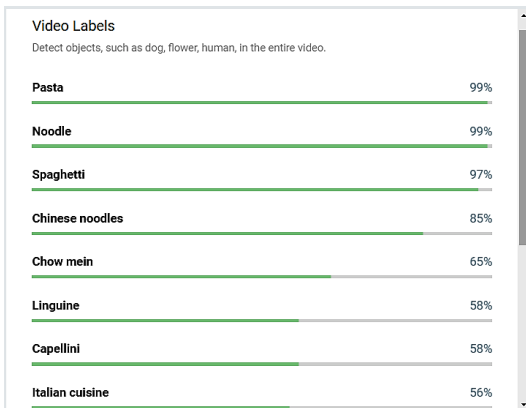 Video Labels
Detect objects, such as dog, flower, human, in the entire video.
Pasta 99%
Noodle 99%
Spaghetti 97%
Chinese noodles 85%
Chow mein 65%
Linguine 58%
Capellini 58%
Italian cuisine 56%